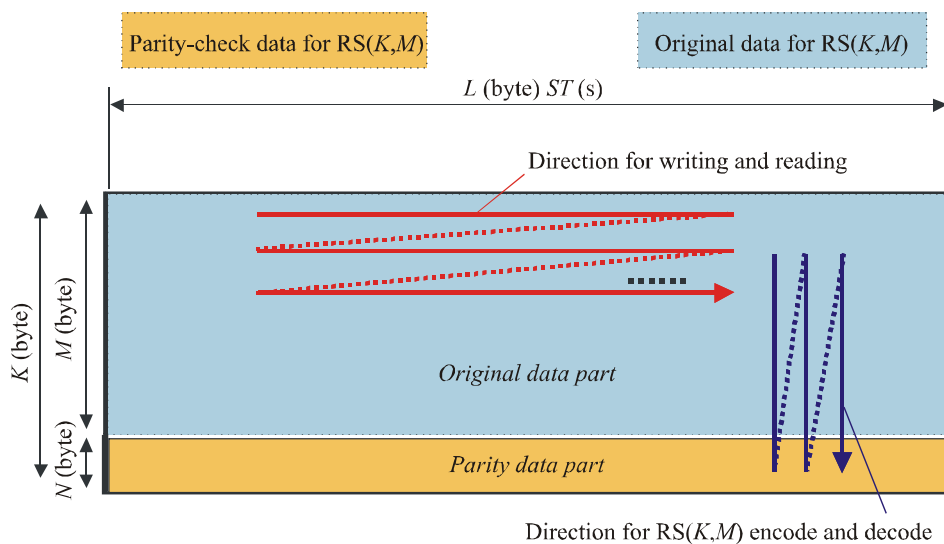 Parity-check data for RS(K,M)
Original data for RS(K,M)
L (byte) ST (s)
Direction for writing and reading
K (byte)
M (byte)
Original data part
N (byte)
Parity data part
Direction for RS(K,M) encode and decode